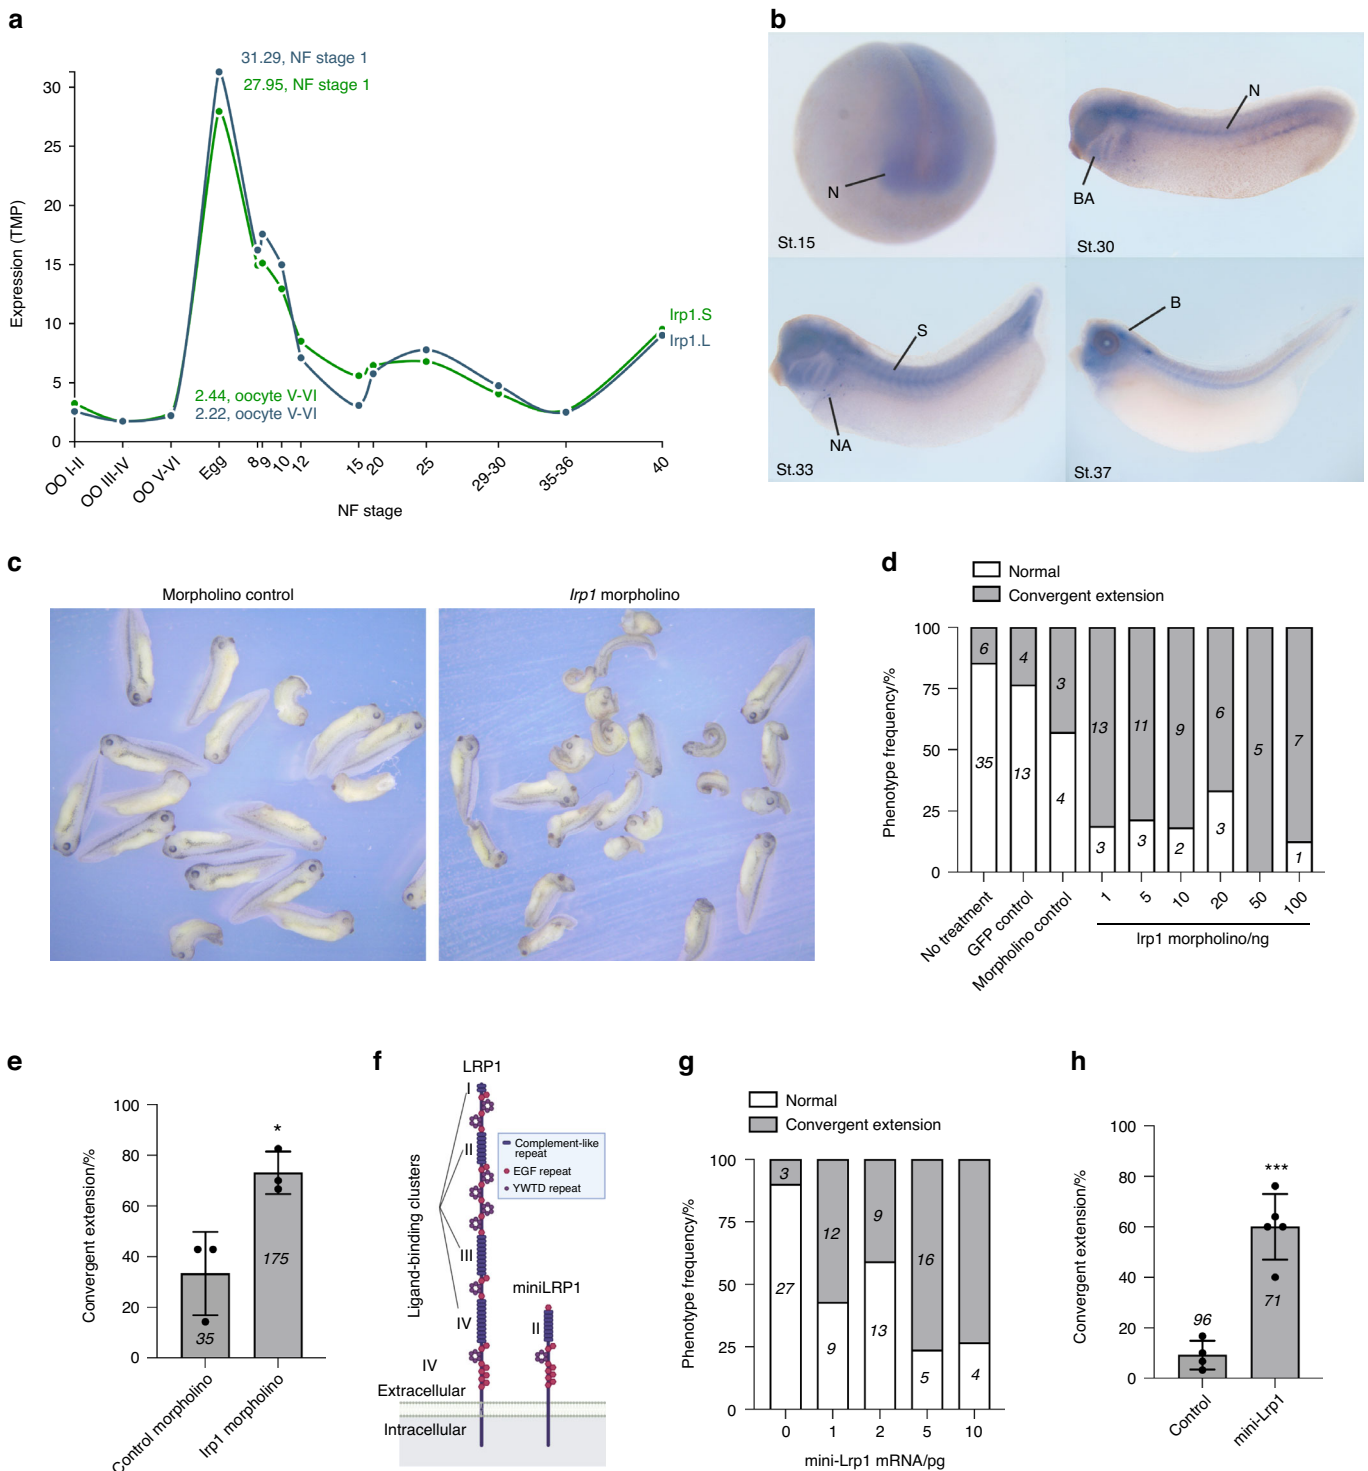 a
31.29, NF stage 1
27.95, NF stage 1
Expression (TMP)
30
25
20
15
10
5
0
lrp1.S
lrp1.L
2.44, oocyte V-VI
2.22, oocyte V-VI
OO I-II
OO III-IV
OO V-VI
Egg
8
9
10
12
15
20
25
29-30
35-36
40
NF stage
b
N
St.15
N
BA
St.30
S
NA
St.33
B
St.37
c
Morpholino control
lrp1 morpholino
d
Normal
Convergent extension
Phenotype frequency/%
100
75
50
25
0
6
35
4
13
3
4
13
3
11
3
9
2
6
3
5
7
1
No treatment
GFP control
Morpholino control
1
5
10
20
50
100
lrp1 morpholino/ng
e
Convergent extension/%
100
80
60
40
20
0
35
*
175
Control morpholino
lrp1 morpholino
f
LRP1
Ligand-binding clusters
I
II
III
IV
IV
Complement-like
repeat
EGF repeat
YWTD repeat
miniLRP1
II
Extracellular
Intracellular
g
Normal
Convergent extension
Phenotype frequency/%
100
75
50
25
0
3
27
12
9
9
13
16
5
4
0
1
2
5
10
mini-Lrp1 mRNA/pg
h
Convergent extension/%
100
80
60
40
20
0
96
***
71
Control
mini-Lrp1